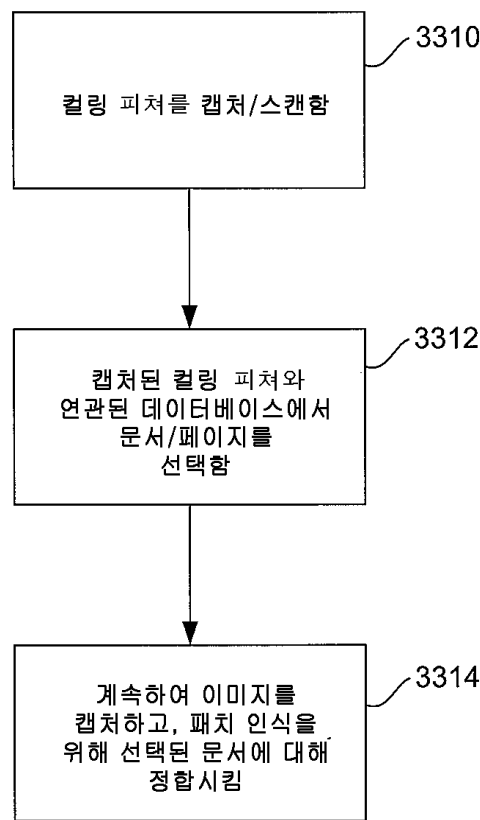 3310
컬링 피쳐를 캡처/스캔함
3312
캡처된 컬링 피쳐와
연관된 데이터베이스에서
문서/페이지를
선택함
3314
계속하여 이미지를
캡처하고, 패치 인식을
위해 선택된 문서에 대해
정합시킴